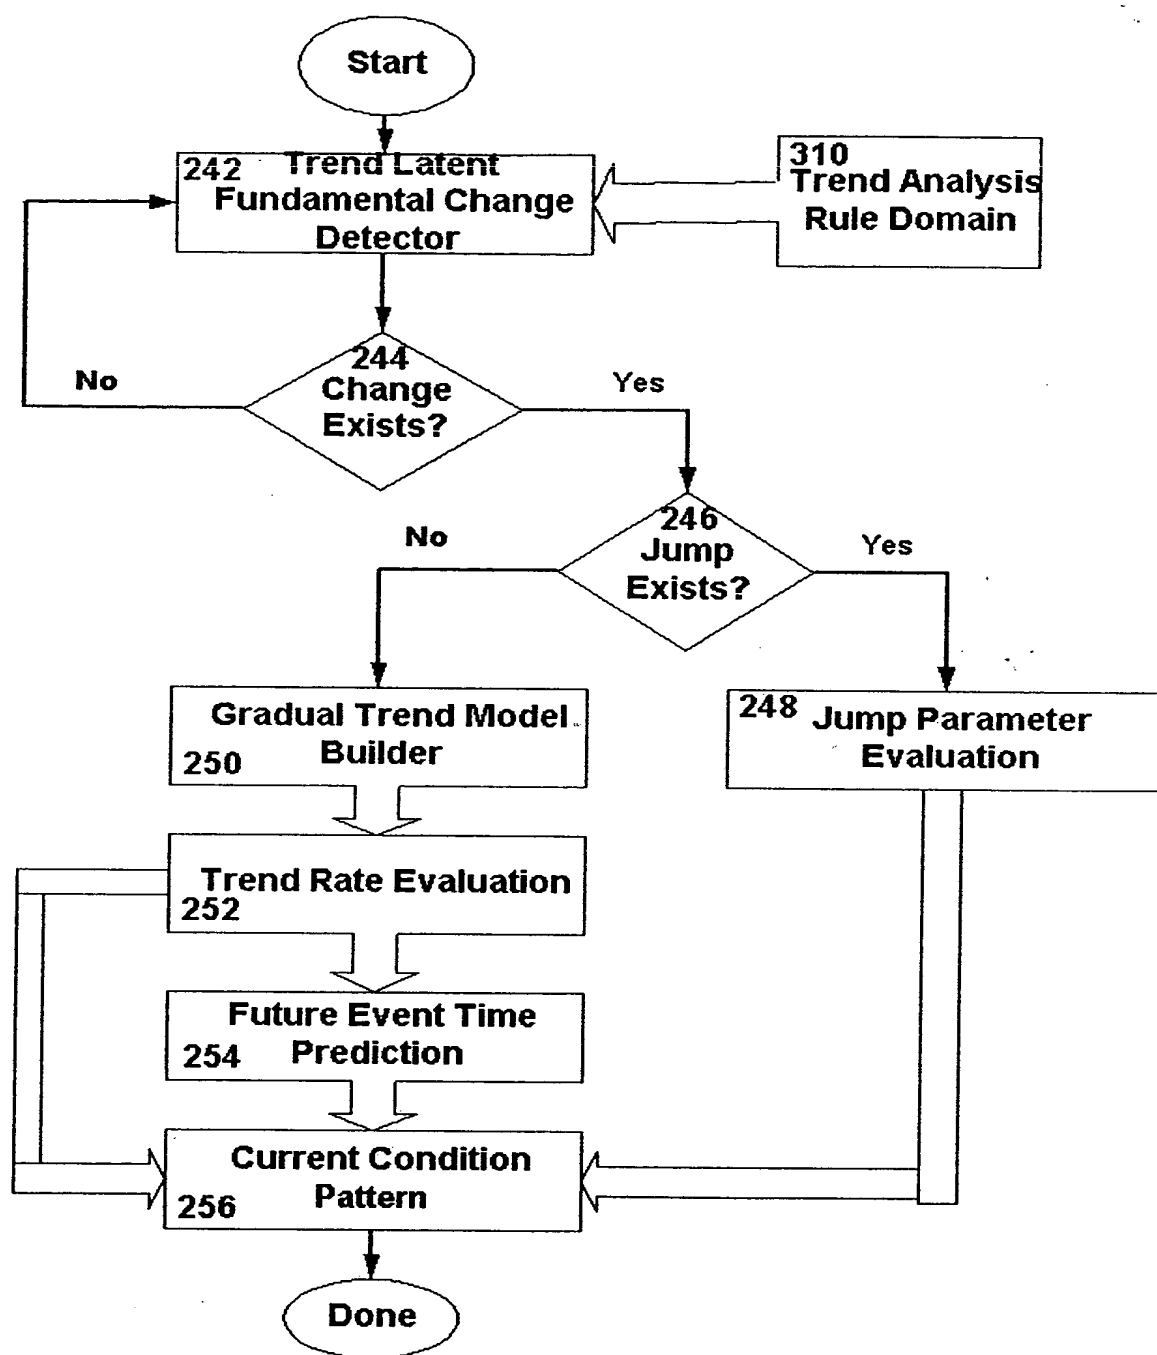 Start
242
Trend Latent
Fundamental Change
Detector
310
Trend Analysis
Rule Domain
244
Change
Exists?
No
Yes
246
Jump
Exists?
No
Yes
Gradual Trend Model
Builder
250
248
Jump Parameter
Evaluation
Trend Rate Evaluation
252
Future Event Time
Prediction
254
Current Condition
Pattern
256
Done